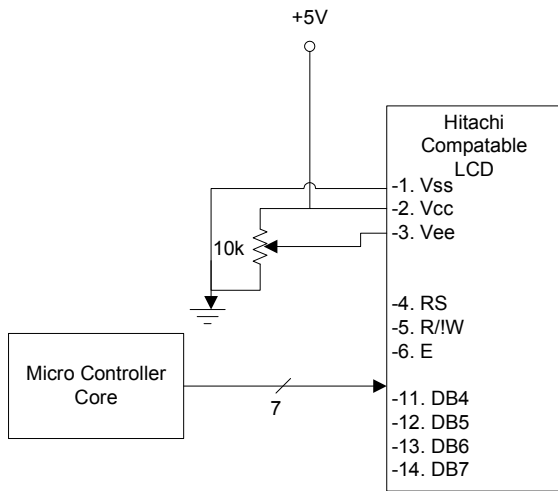 +5V
Hitachi
Compatable
LCD
-1. Vss
-2. Vcc
-3. Vee
10k
-4. RS
-5. R/!W
-6. E
Micro Controller
Core
7
-11. DB4
-12. DB5
-13. DB6
-14. DB7